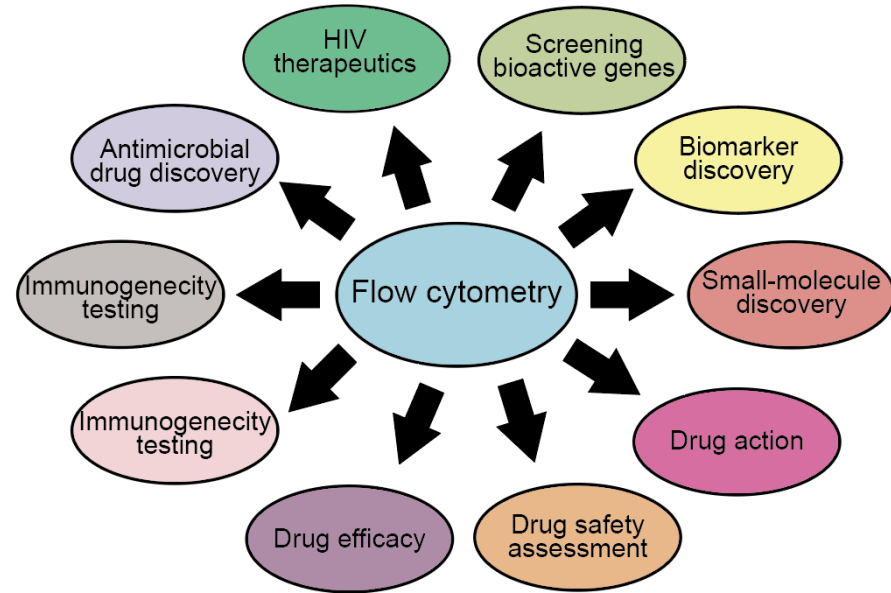 HIV
therapeutics
Screening
bioactive genes
Antimicrobial
drug discovery
Biomarker
discovery
Immunogenecity
testing
Flow cytometry
Small-molecule
discovery
Immunogenecity
testing
Drug action
Drug efficacy
Drug safety
assessment